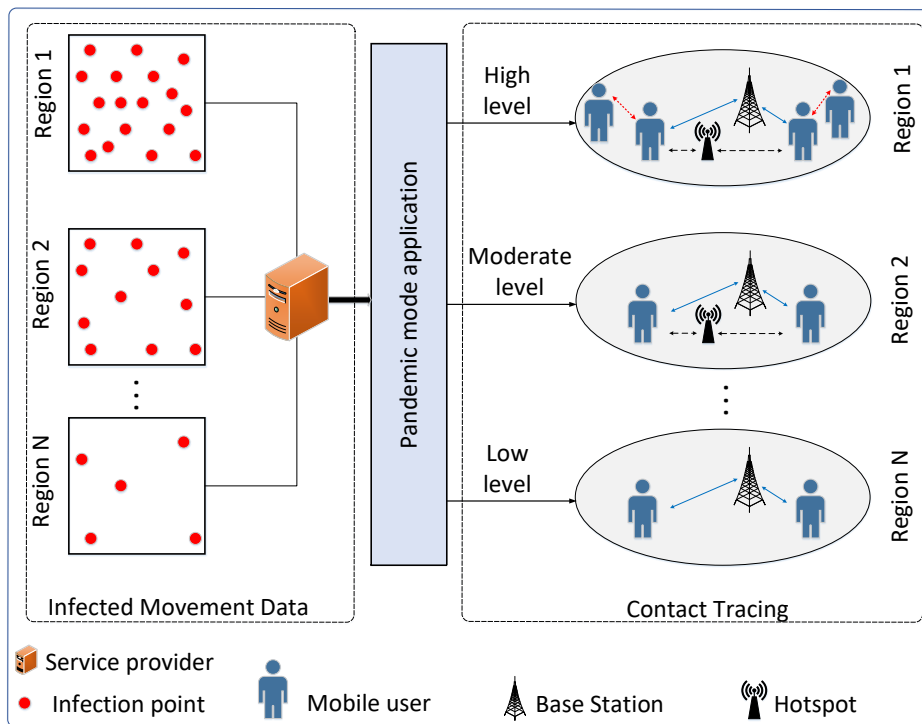 Region 1
Region 2
Region N
Infected Movement Data
Pandemic mode application
High
level
Moderate
level
Low
level
Region 1
Region 2
Region N
Contact Tracing
Service provider
Infection point
Mobile user
Base Station
Hotspot